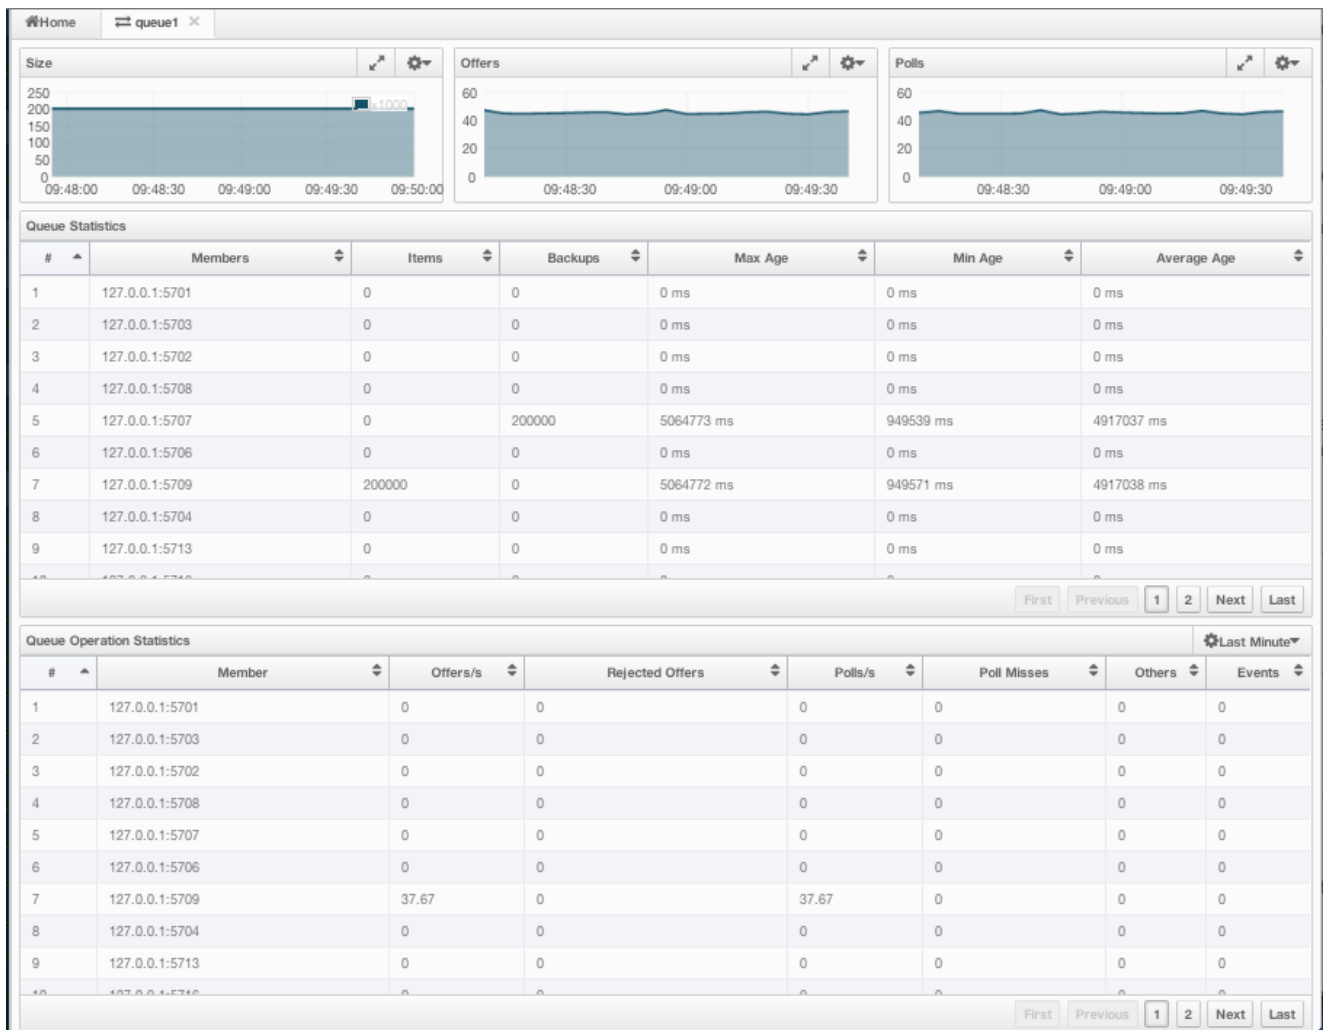 Home queue1
Size Offers Polls
250
200
150
100
50
0
x1000
09:48:00 09:48:30 09:49:00 09:49:30 09:50:00
60
40
20
0
09:48:30 09:49:00 09:49:30
60
40
20
0
09:48:30 09:49:00 09:49:30
Queue Statistics
# Members Items Backups Max Age Min Age Average Age
1 127.0.0.1:5701 0 0 0 ms 0 ms 0 ms
2 127.0.0.1:5703 0 0 0 ms 0 ms 0 ms
3 127.0.0.1:5702 0 0 0 ms 0 ms 0 ms
4 127.0.0.1:5708 0 0 0 ms 0 ms 0 ms
5 127.0.0.1:5707 0 200000 5064773 ms 949539 ms 4917037 ms
6 127.0.0.1:5706 0 0 0 ms 0 ms 0 ms
7 127.0.0.1:5709 200000 0 5064772 ms 949571 ms 4917038 ms
8 127.0.0.1:5704 0 0 0 ms 0 ms 0 ms
9 127.0.0.1:5713 0 0 0 ms 0 ms 0 ms
First Previous 1 2 Next Last
Queue Operation Statistics Last Minute
# Member Offers/s Rejected Offers Polls/s Poll Misses Others Events
1 127.0.0.1:5701 0 0 0 0 0 0
2 127.0.0.1:5703 0 0 0 0 0 0
3 127.0.0.1:5702 0 0 0 0 0 0
4 127.0.0.1:5708 0 0 0 0 0 0
5 127.0.0.1:5707 0 0 0 0 0 0
6 127.0.0.1:5706 0 0 0 0 0 0
7 127.0.0.1:5709 37.67 0 37.67 0 0 0
8 127.0.0.1:5704 0 0 0 0 0 0
9 127.0.0.1:5713 0 0 0 0 0 0
First Previous 1 2 Next Last